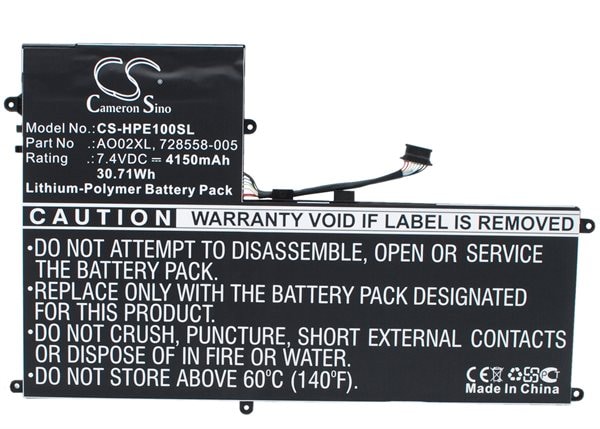 CS
Cameron Sino
Model No: CS-HPE100SL
Part No : AO02XL, 728558-005
Rating : 7.4VDC 4150mAh
30.71Wh
Lithium-Polymer Battery Pack
CAUTION WARRANTY VOID IF LABEL IS REMOVED
•DO NOT ATTEMPT TO DISASSEMBLE, OPEN OR SERVICE
THE BATTERY PACK.
•REPLACE ONLY WITH THE BATTERY PACK DESIGNATED
FOR THIS PRODUCT.
•DO NOT CRUSH, PUNCTURE, SHORT EXTERNAL CONTACTS
OR DISPOSE OF IN FIRE OR WATER.
•DO NOT STORE ABOVE 60°C (140°F).
CE
Made In China